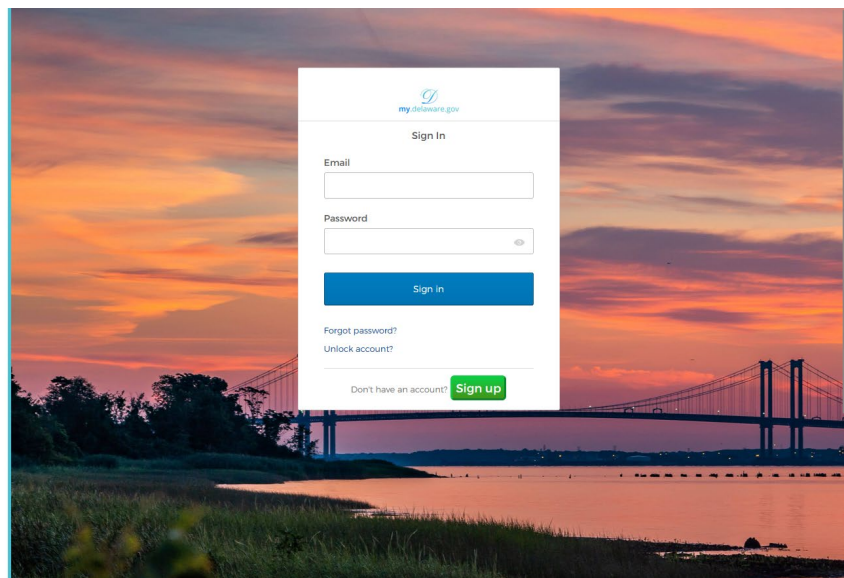 D
my.delaware.gov
Sign In
Email
Password
Sign in
Forgot password?
Unlock account?
Don't have an account? Sign up